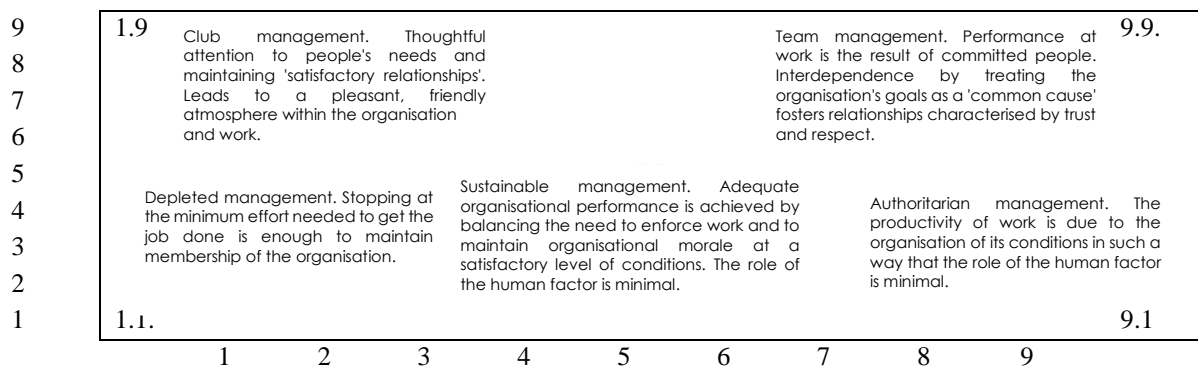 9
8
7
6
5
4
3
2
1
1.9
Club management. Thoughtful
attention to people's needs and
maintaining 'satisfactory relationships'.
Leads to a pleasant, friendly
atmosphere within the organisation
and work.
Team management. Performance at
work is the result of committed people.
Interdependence by treating the
organisation's goals as a 'common cause'
fosters relationships characterised by trust
and respect.
9.9.
Depleted management. Stopping at
the minimum effort needed to get the
job done is enough to maintain
membership of the organisation.
Sustainable management. Adequate
organisational performance is achieved by
balancing the need to enforce work and to
maintain organisational morale at a
satisfactory level of conditions. The role of
the human factor is minimal.
Authoritarian management. The
productivity of work is due to the
organisation of its conditions in such a
way that the role of the human factor
is minimal.
1.1.
9.1
1 2 3 4 5 6 7 8 9